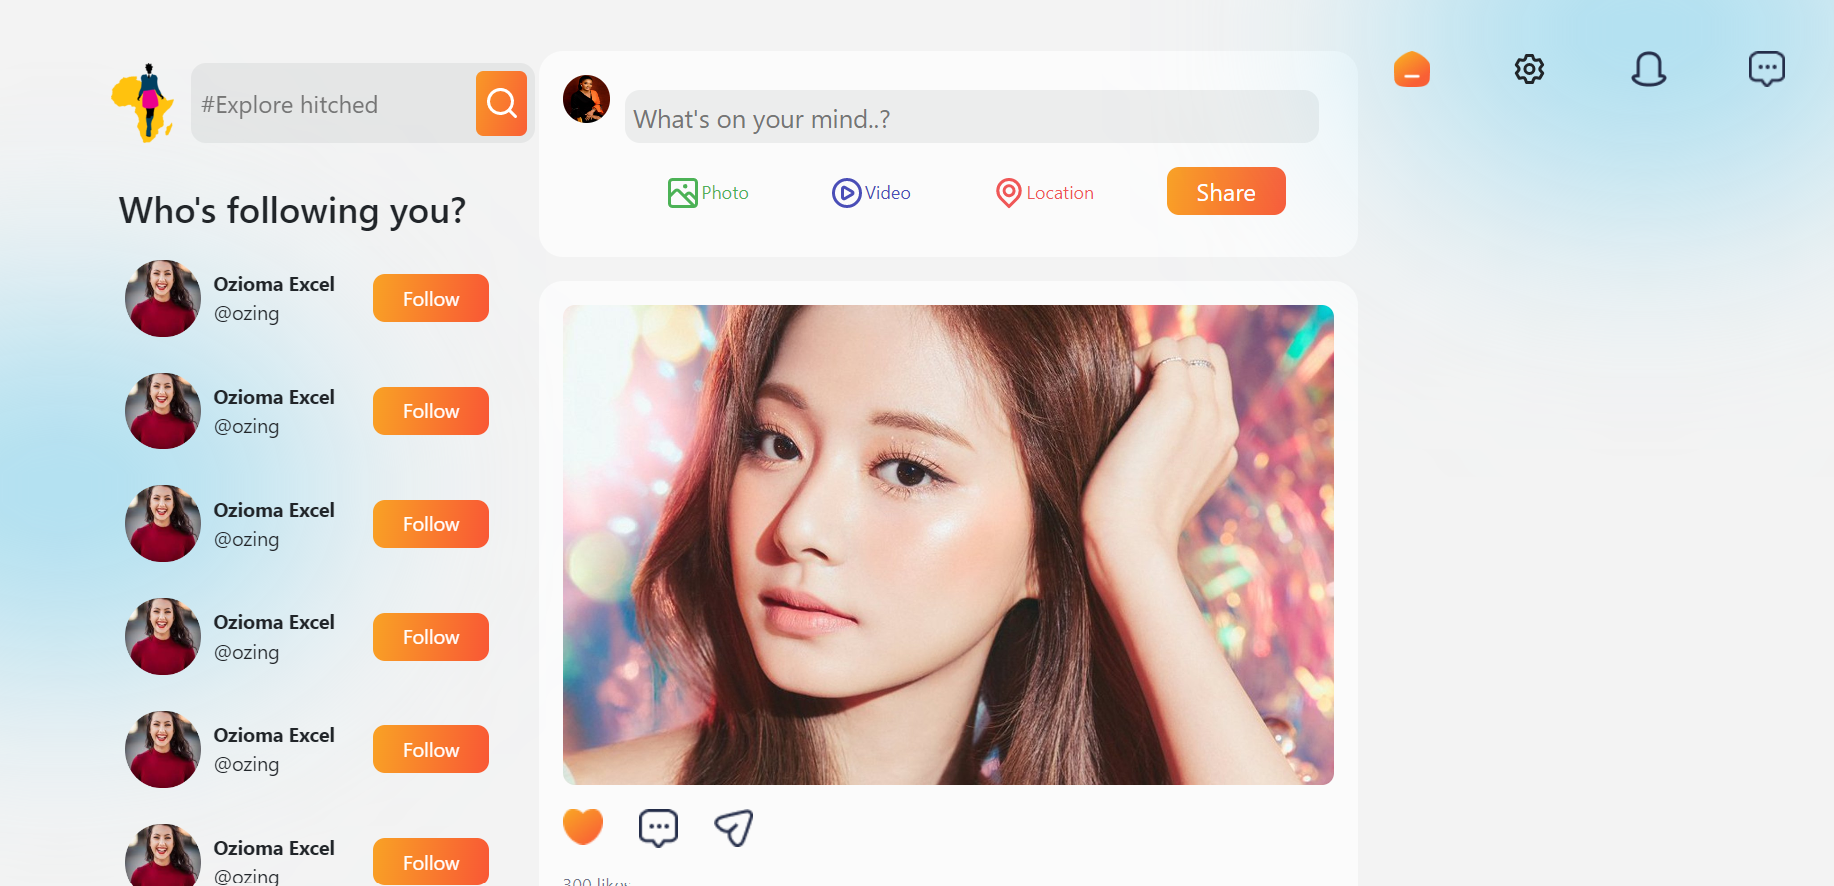 #Explore hitched
What's on your mind..?
Photo
Video
Location
Share
Who's following you?
Ozioma Excel
@ozing
Follow
Ozioma Excel
@ozing
Follow
Ozioma Excel
@ozing
Follow
Ozioma Excel
@ozing
Follow
Ozioma Excel
@ozing
Follow
Ozioma Excel
@ozing
Follow
300 likes